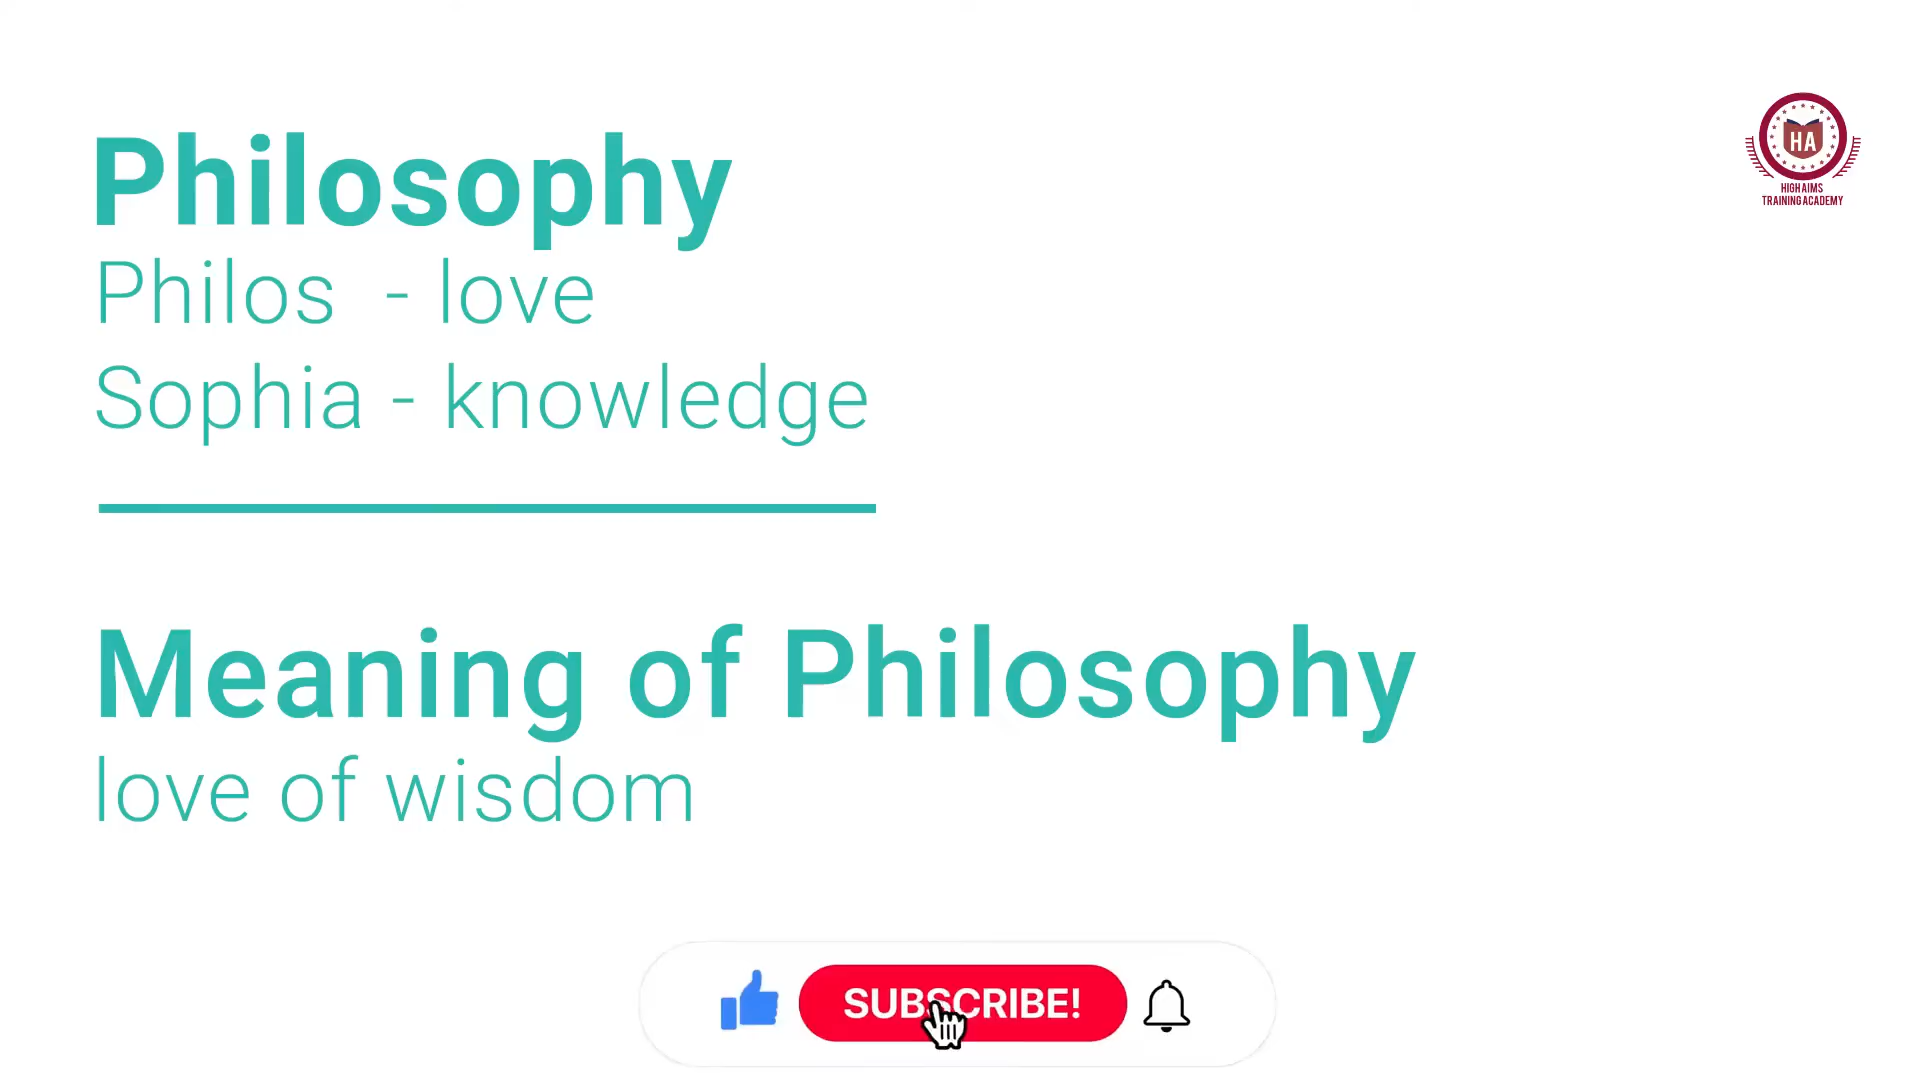 Philosophy
Philos - love
Sophia - knowledge
Meaning of Philosophy
love of wisdom
HA
HIGH AIMS
TRAINING ACADEMY
SUBSCRIBE!